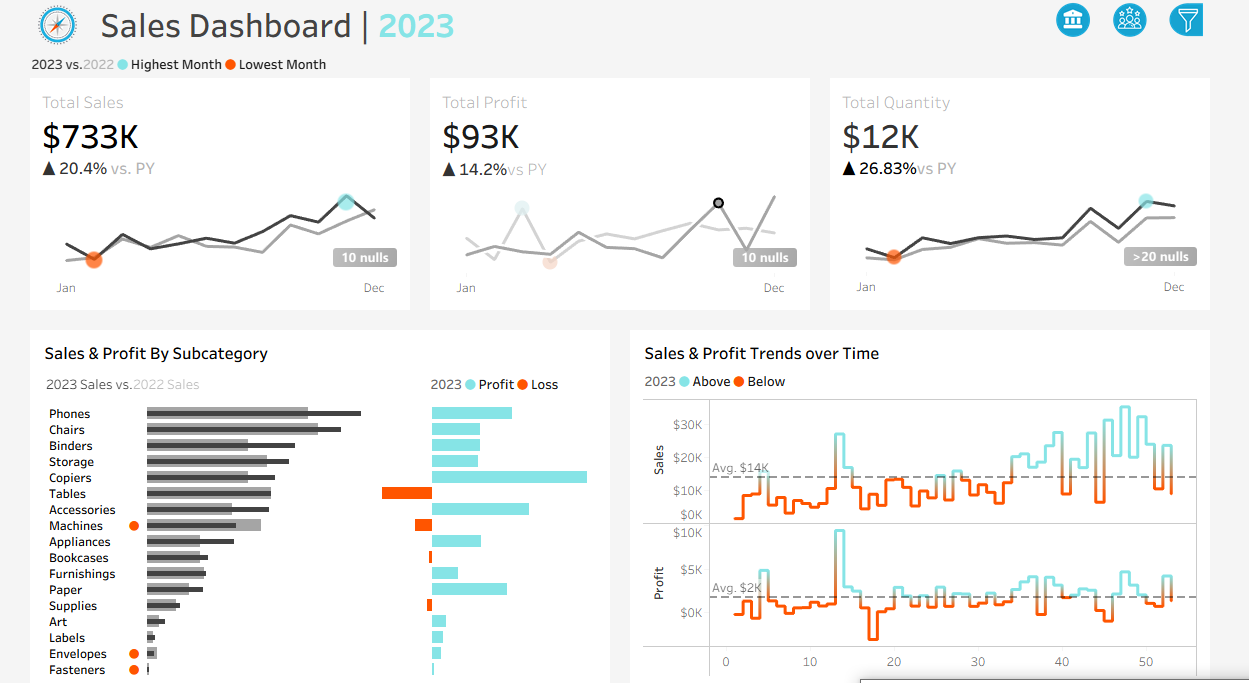 Sales Dashboard | 2023
2023 vs.2022 Highest Month Lowest Month
Total Sales
$733K
▲ 20.4% vs. PY
10 nulls
Jan Dec
Total Profit
$93K
▲ 14.2%vs PY
10 nulls
Jan Dec
Total Quantity
$12K
▲ 26.83%vs PY
>20 nulls
Jan Dec
Sales & Profit By Subcategory
2023 Sales vs.2022 Sales
2023 Profit Loss
Phones
Chairs
Binders
Storage
Copiers
Tables
Accessories
Machines
Appliances
Bookcases
Furnishings
Paper
Supplies
Art
Labels
Envelopes
Fasteners
Sales & Profit Trends over Time
2023 Above Below
Sales
$30K
$20K
Avg. $14K
$10K
$0K
Profit
$10K
$5K
Avg. $2K
$0K
0 10 20 30 40 50